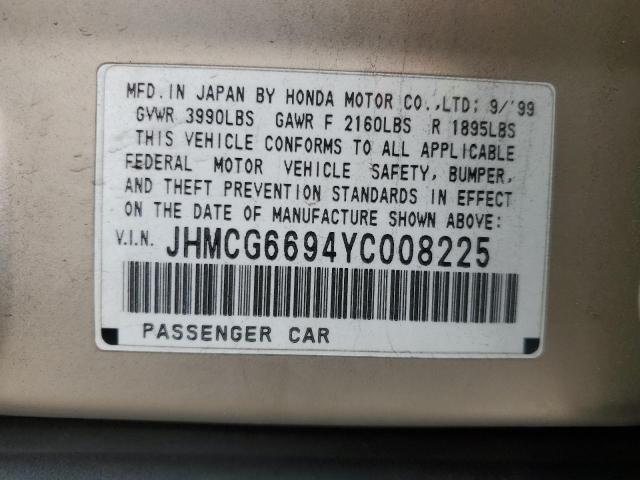 MFD. IN JAPAN BY HONDA MOTOR CO.,LTD; 9/'99
GVWR 3990LBS GAWR F 2160LBS R 1895LBS
THIS VEHICLE CONFORMS TO ALL APPLICABLE
FEDERAL MOTOR VEHICLE SAFETY, BUMPER,
AND THEFT PREVENTION STANDARDS IN EFFECT
ON THE DATE OF MANUFACTURE SHOWN ABOVE:
V.I.N. JHMCG6694YC008225
PASSENGER CAR